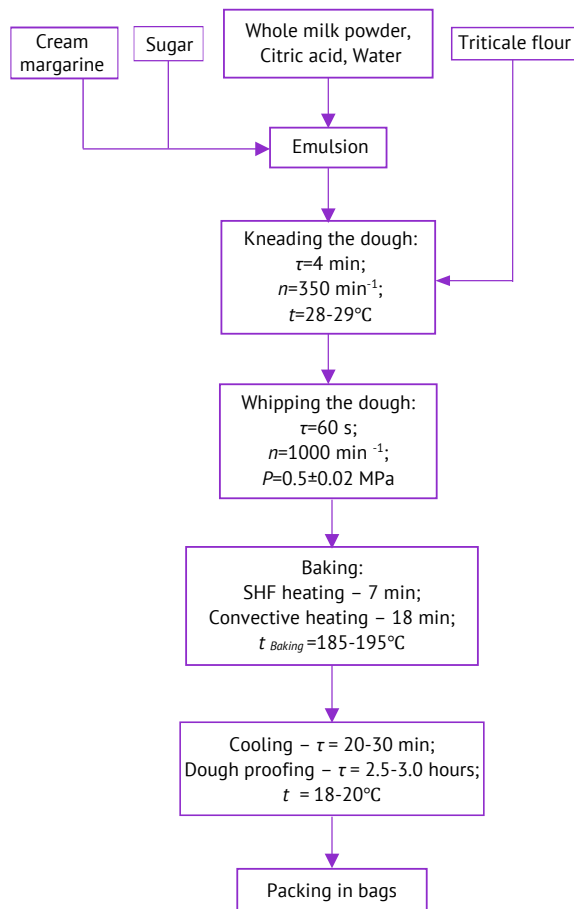 Cream
margarine
Sugar
Whole milk powder,
Citric acid, Water
Triticale flour
Emulsion
Kneading the dough:
τ=4 min;
n=350 min⁻¹;
t=28-29℃
Whipping the dough:
τ=60 s;
n=1000 min ⁻¹;
P=0.5±0.02 MPa
Baking:
SHF heating – 7 min;
Convective heating – 18 min;
t Baking =185-195℃
Cooling – τ = 20-30 min;
Dough proofing – τ = 2.5-3.0 hours;
t = 18-20℃
Packing in bags